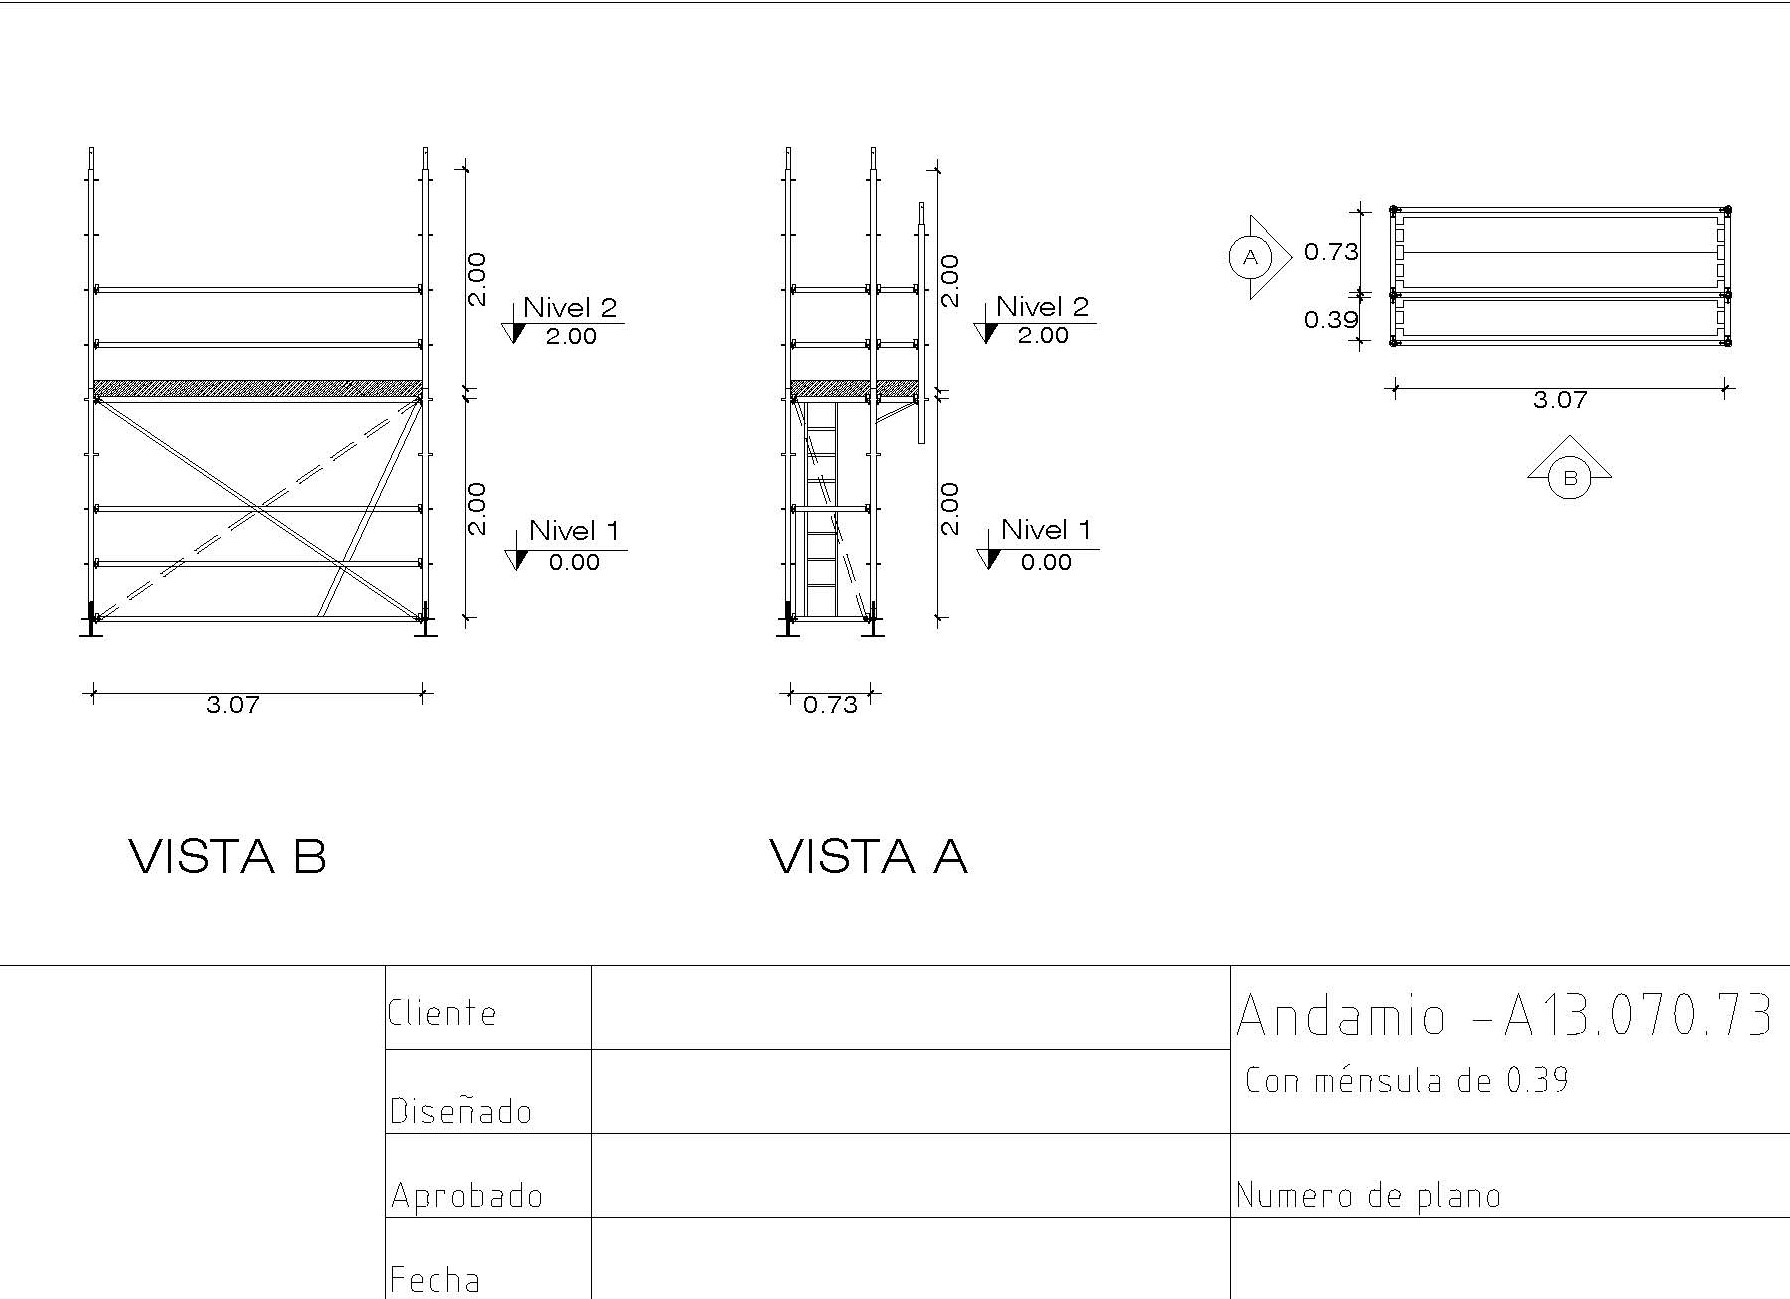 2.00
Nivel 2
2.00
2.00
Nivel 1
0.00
3.07
VISTA B
2.00
Nivel 2
2.00
2.00
Nivel 1
0.00
0.73
VISTA A
A
0.73
0.39
3.07
B
Cliente
Diseñado
Aprobado
Fecha
Andamio -A13.070.73
Con ménsula de 0.39
Numero de plano